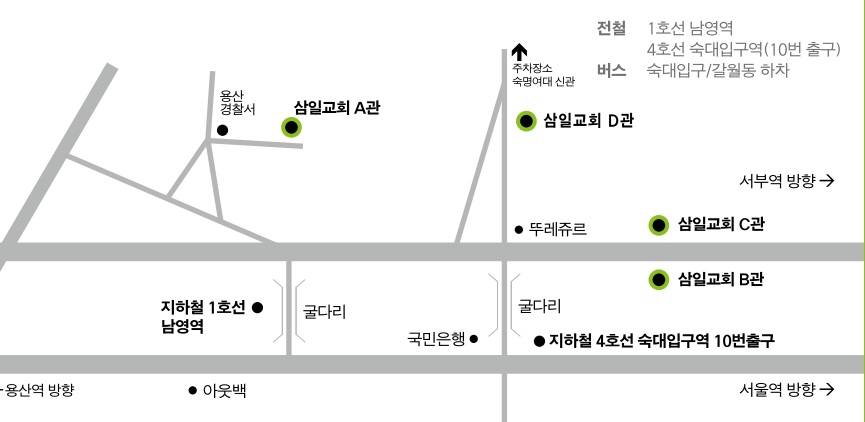 전철 1호선 남영역
4호선 숙대입구역(10번 출구)
버스 숙대입구/갈월동 하차
주차장소
숙명여대 신관
용산
경찰서
삼일교회 A관
삼일교회 D관
서부역 방향 →
뚜레쥬르
삼일교회 C관
삼일교회 B관
지하철 1호선
남영역
굴다리
굴다리
국민은행
지하철 4호선 숙대입구역 10번출구
용산역 방향
아웃백
서울역 방향 →